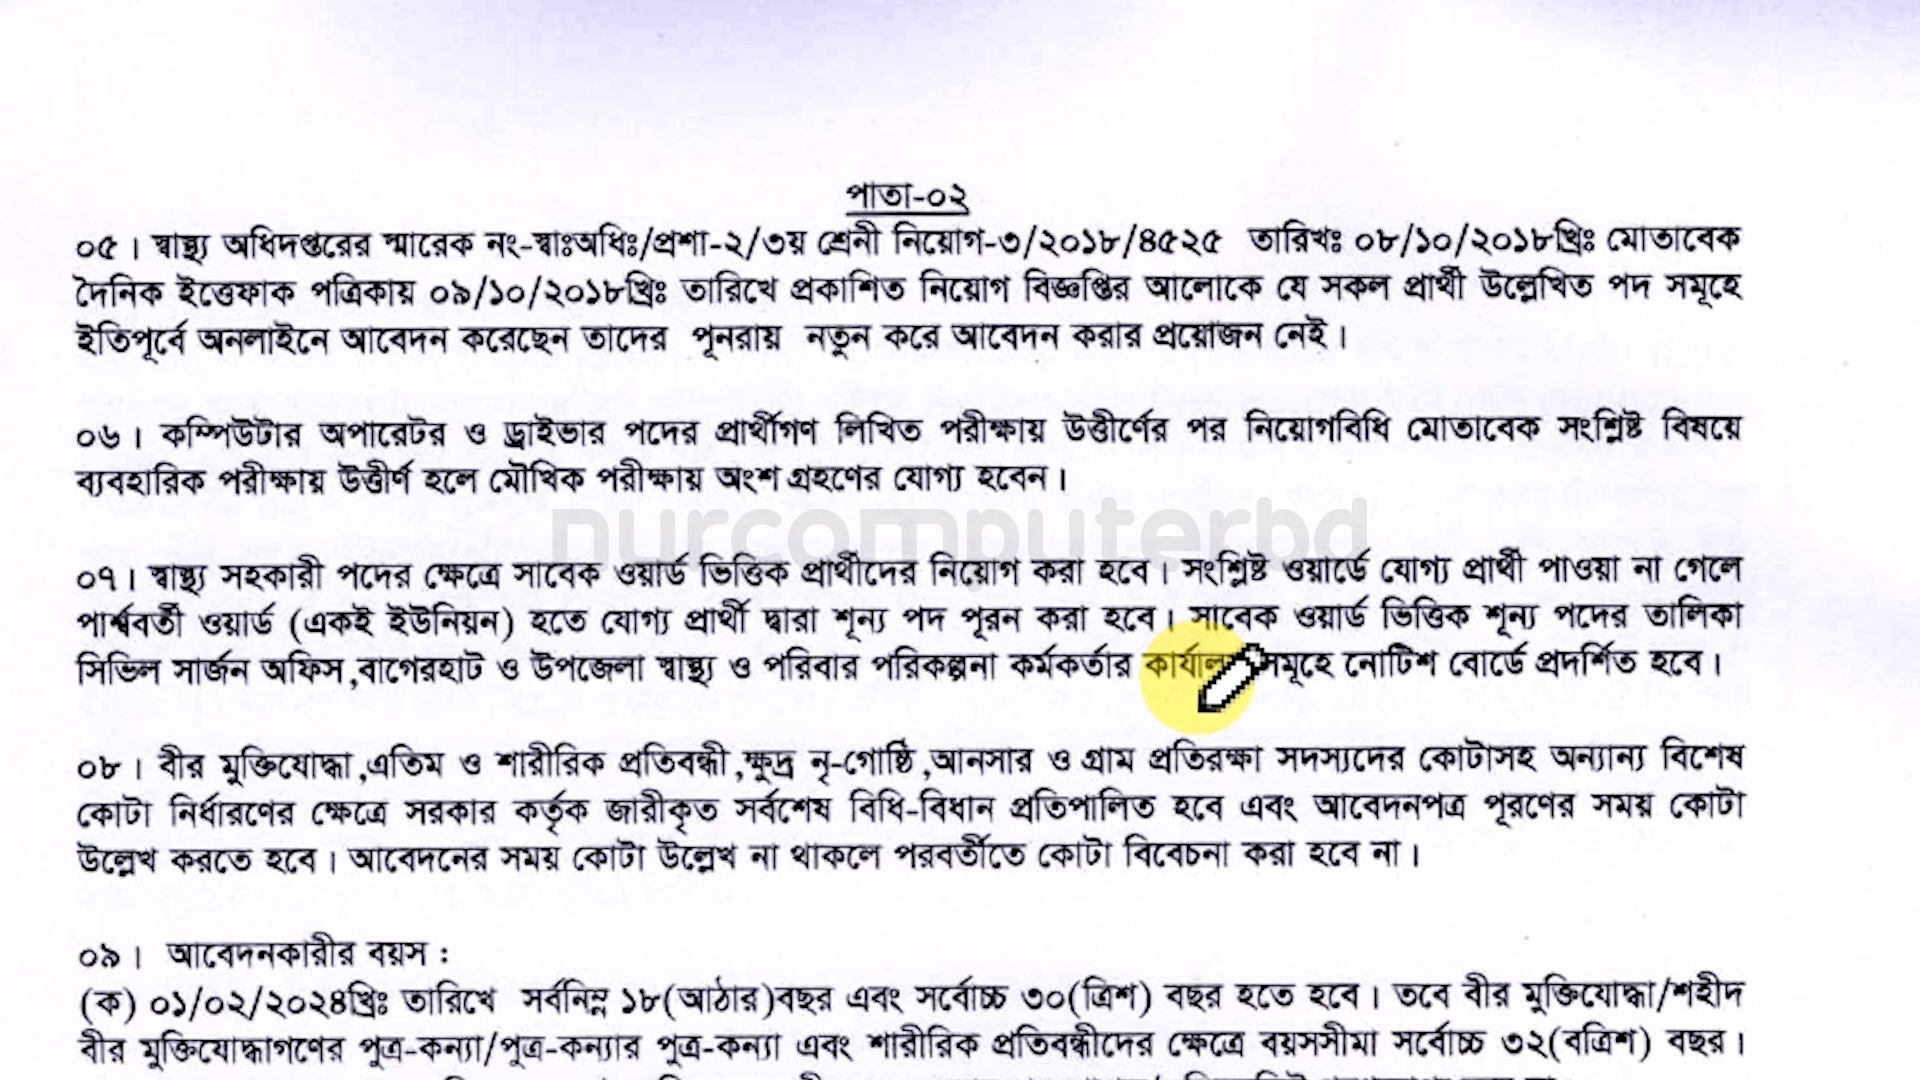 পাতা-০২
০৫। স্বাস্থ্য অধিদপ্তরের স্মারেক নং-স্বাঃঅধিঃ/প্রশা-২/৩য় শ্রেনী নিয়োগ-৩/২০১৮/৪৫২৫ তারিখঃ ০৮/১০/২০১৮খ্রিঃ মোতাবেক
দৈনিক ইত্তেফাক পত্রিকায় ০৯/১০/২০১৮খ্রিঃ তারিখে প্রকাশিত নিয়োগ বিজ্ঞপ্তির আলোকে যে সকল প্রার্থী উল্লেখিত পদ সমূহে
ইতিপূর্বে অনলাইনে আবেদন করেছেন তাদের পূনরায় নতুন করে আবেদন করার প্রয়োজন নেই।
০৬। কম্পিউটার অপারেটর ও ড্রাইভার পদের প্রার্থীগণ লিখিত পরীক্ষায় উত্তীর্ণের পর নিয়োগবিধি মোতাবেক সংশ্লিষ্ট বিষয়ে
ব্যবহারিক পরীক্ষায় উত্তীর্ণ হলে মৌখিক পরীক্ষায় অংশ গ্রহণের যোগ্য হবেন।
nurcomputerbd
০৭। স্বাস্থ্য সহকারী পদের ক্ষেত্রে সাবেক ওয়ার্ড ভিত্তিক প্রার্থীদের নিয়োগ করা হবে। সংশ্লিষ্ট ওয়ার্ডে যোগ্য প্রার্থী পাওয়া না গেলে
পার্শ্ববর্তী ওয়ার্ড (একই ইউনিয়ন) হতে যোগ্য প্রার্থী দ্বারা শূন্য পদ পূরন করা হবে। সাবেক ওয়ার্ড ভিত্তিক শূন্য পদের তালিকা
সিভিল সার্জন অফিস,বাগেরহাট ও উপজেলা স্বাস্থ্য ও পরিবার পরিকল্পনা কর্মকর্তার সমূহে নোটিশ বোর্ডে প্রদর্শিত হবে।
০৮। বীর মুক্তিযোদ্ধা,এতিম ও শারীরিক প্রতিবন্ধী,ক্ষুদ্র নৃ-গোষ্ঠি,আনসার ও গ্রাম প্রতিরক্ষা সদস্যদের কোটাসহ অন্যান্য বিশেষ
কোটা নির্ধারণের ক্ষেত্রে সরকার কর্তৃক জারীকৃত সর্বশেষ বিধি-বিধান প্রতিপালিত হবে এবং আবেদনপত্র পূরণের সময় কোটা
উল্লেখ করতে হবে। আবেদনের সময় কোটা উল্লেখ না থাকলে পরবর্তীতে কোটা বিবেচনা করা হবে না।
০৯। আবেদনকারীর বয়স :
(ক) ০১/০২/২০২৪খ্রিঃ তারিখে সর্বনিম্ন ১৮(আঠার)বছর এবং সর্বোচ্চ ৩০(ত্রিশ) বছর হতে হবে। তবে বীর মুক্তিযোদ্ধা/শহীদ
বীর মুক্তিযোদ্ধাগণের পুত্র-কন্যা/পুত্র-কন্যার পুত্র-কন্যা এবং শারীরিক প্রতিবন্ধীদের ক্ষেত্রে বয়সসীমা সর্বোচ্চ ৩২(বত্রিশ) বছর।